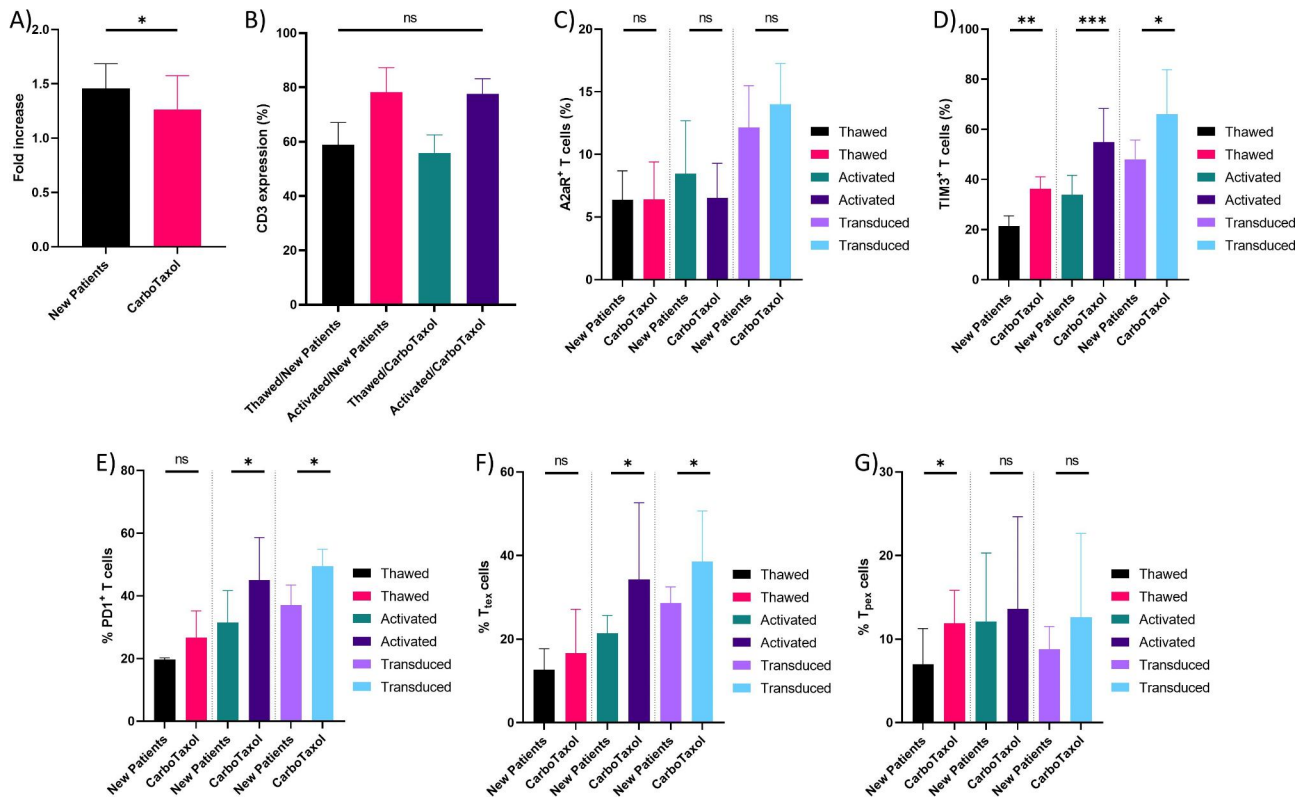 A)
*
Fold increase
2.0
1.5
1.0
0.5
0.0
New Patients
CarboTaxol
B)
ns
CD3 expression (%)
100
80
60
40
20
0
Thawed/New Patients
Activated/New Patients
Thawed/CarboTaxol
Activated/CarboTaxol
C)
ns
ns
ns
A2aR+ T cells (%)
20
15
10
5
0
New Patients
CarboTaxol
New Patients
CarboTaxol
New Patients
CarboTaxol
Thawed
Thawed
Activated
Activated
Transduced
Transduced
D)
**
***
*
TIM3+ T cells (%)
100
80
60
40
20
0
New Patients
CarboTaxol
New Patients
CarboTaxol
New Patients
CarboTaxol
Thawed
Thawed
Activated
Activated
Transduced
Transduced
E)
ns
*
*
% PD1+ T cells
80
60
40
20
0
New Patients
CarboTaxol
New Patients
CarboTaxol
New Patients
CarboTaxol
Thawed
Thawed
Activated
Activated
Transduced
Transduced
F)
ns
*
*
% Ttex cells
60
40
20
0
New Patients
CarboTaxol
New Patients
CarboTaxol
New Patients
CarboTaxol
Thawed
Thawed
Activated
Activated
Transduced
Transduced
G)
*
ns
ns
% Tpex cells
30
20
10
0
New Patients
CarboTaxol
New Patients
CarboTaxol
New Patients
CarboTaxol
Thawed
Thawed
Activated
Activated
Transduced
Transduced